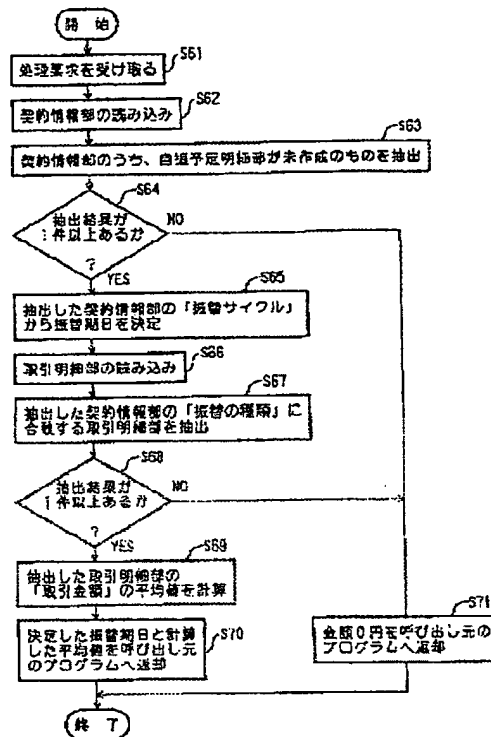 開 始
S61
処理要求を受け取る
S62
契約情報部の読み込み
S63
契約情報部のうち、自振予定明細部が未作成のものを抽出
S64
抽出結果が
1件以上あるか
?
NO
YES
S65
抽出した契約情報部の「振替サイクル」
から振替期日を決定
S66
取引明細部の読み込み
S67
抽出した契約情報部の「振替の種類」に
合致する取引明細部を抽出
S68
抽出結果が
1件以上あるか
?
NO
YES
S69
抽出した取引明細部の
「取引金額」の平均値を計算
S70
決定した振替期日と計算
した平均値を呼び出し元
のプログラムへ返却
S71
金額0円を呼び出し元の
プログラムへ返却
終 了